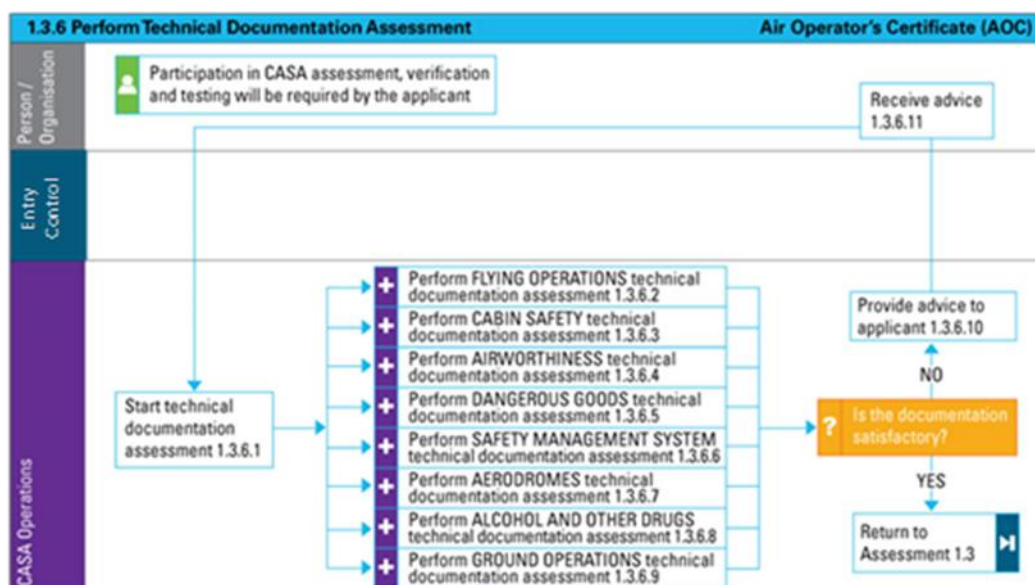 1.3.6 Perform Technical Documentation Assessment
Air Operator's Certificate (AOC)
Person /
Organisation
Participation in CASA assessment, verification
and testing will be required by the applicant
Receive advice
1.3.6.11
Entry
Control
CASA Operations
Start technical
documentation
assessment 1.3.6.1
Perform FLYING OPERATIONS technical
documentation assessment 1.3.6.2
Perform CABIN SAFETY technical
documentation assessment 1.3.6.3
Perform AIRWORTHINESS technical
documentation assessment 1.3.6.4
Perform DANGEROUS GOODS technical
documentation assessment 1.3.6.5
Perform SAFETY MANAGEMENT SYSTEM
technical documentation assessment 1.3.6.6
Perform AERODROMES technical
documentation assessment 1.3.6.7
Perform ALCOHOL AND OTHER DRUGS
technical documentation assessment 1.3.6.8
Perform GROUND OPERATIONS technical
documentation assessment 1.3.6.9
Provide advice to
applicant 1.3.6.10
NO
? Is the documentation
satisfactory?
YES
Return to
Assessment 1.3